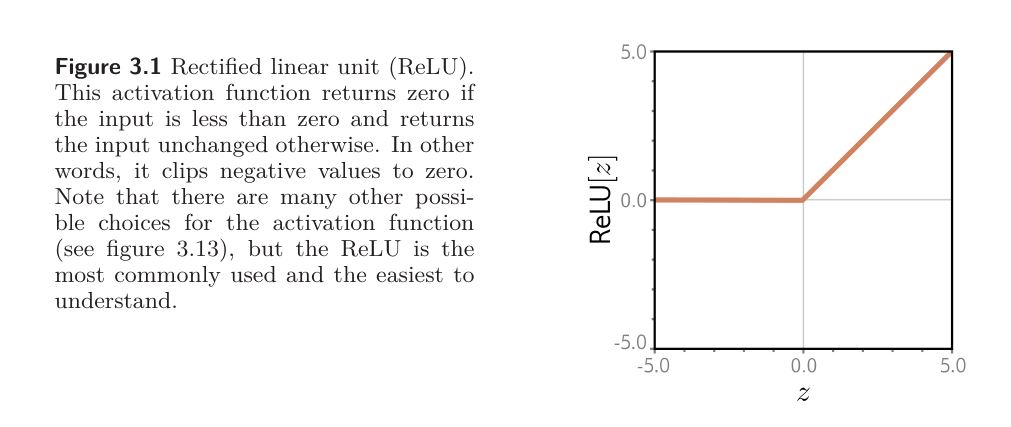 Figure 3.1 Rectified linear unit (ReLU).
This activation function returns zero if
the input is less than zero and returns
the input unchanged otherwise. In other
words, it clips negative values to zero.
Note that there are many other possi-
ble choices for the activation function
(see figure 3.13), but the ReLU is the
most commonly used and the easiest to
understand.
5.0
ReLU[z]
0.0
-5.0
-5.0 0.0 5.0
z